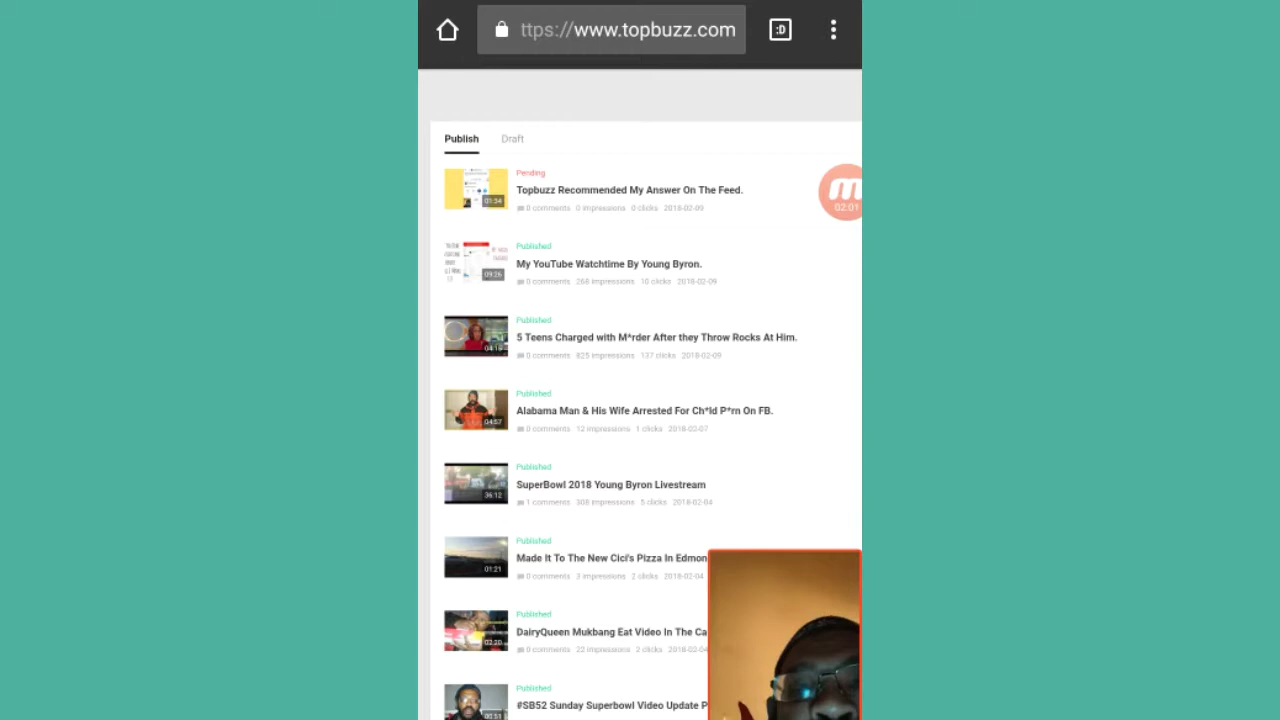 ttps://www.topbuzz.com
:D
Publish Draft
Pending
01:34
Topbuzz Recommended My Answer On The Feed.
0 comments 0 impressions 0 clicks 2018-02-09
M
02:01
Published
09:26
My YouTube Watchtime By Young Byron.
0 comments 268 impressions 10 clicks 2018-02-09
Published
5 Teens Charged with M*rder After they Throw Rocks At Him.
0 comments 825 impressions 137 clicks 2018-02-09
Published
04:57
Alabama Man & His Wife Arrested For Ch*ld P*rn On FB.
0 comments 12 impressions 1 clicks 2018-02-07
Published
36:12
SuperBowl 2018 Young Byron Livestream
1 comments 308 impressions 5 clicks 2018-02-04
Published
01:21
Made It To The New Cici's Pizza In Edmon
0 comments 3 impressions 2 clicks 2018-02-04
Published
02:20
DairyQueen Mukbang Eat Video In The Ca
0 comments 22 impressions 2 clicks 2018-02-04
Published
00:51
#SB52 Sunday Superbowl Video Update P